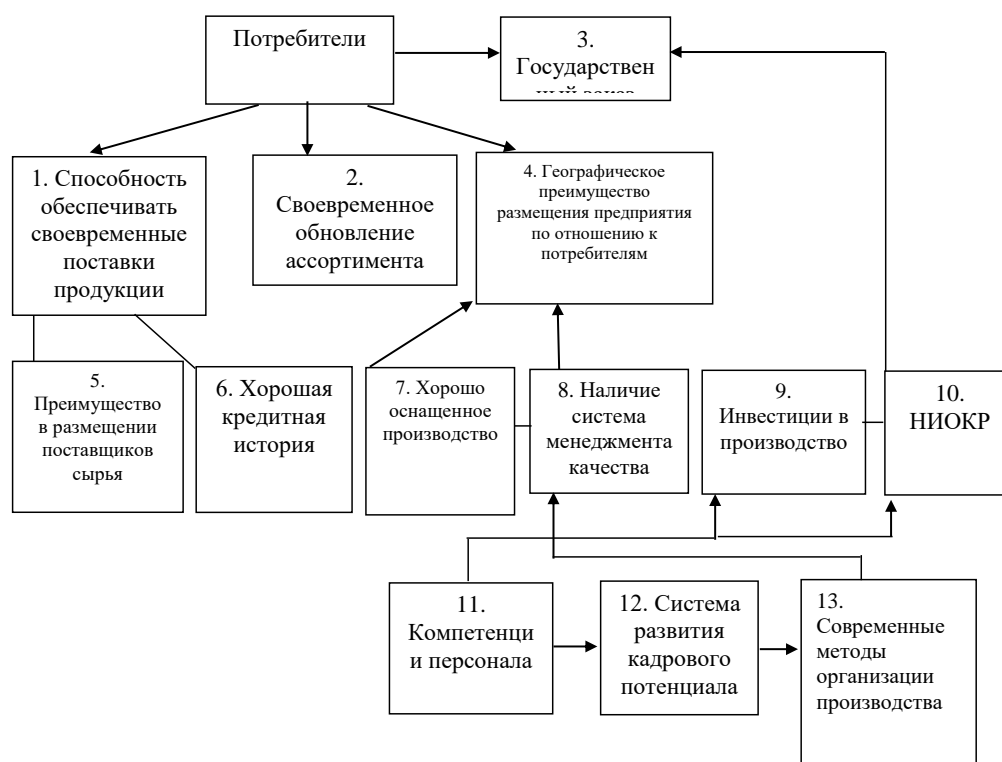 Потребители
3.
Государствен
ный заказ
1. Способность
обеспечивать
своевременные
поставки
продукции
2.
Своевременное
обновление
ассортимента
4. Географическое
преимущество
размещения предприятия
по отношению к
потребителям
5.
Преимущество
в размещении
поставщиков
сырья
6. Хорошая
кредитная
история
7. Хорошо
оснащенное
производство
8. Наличие
система
менеджмента
качества
9.
Инвестиции в
производство
10.
НИОКР
11.
Компетенци
и персонала
12. Система
развития
кадрового
потенциала
13.
Современные
методы
организации
производства